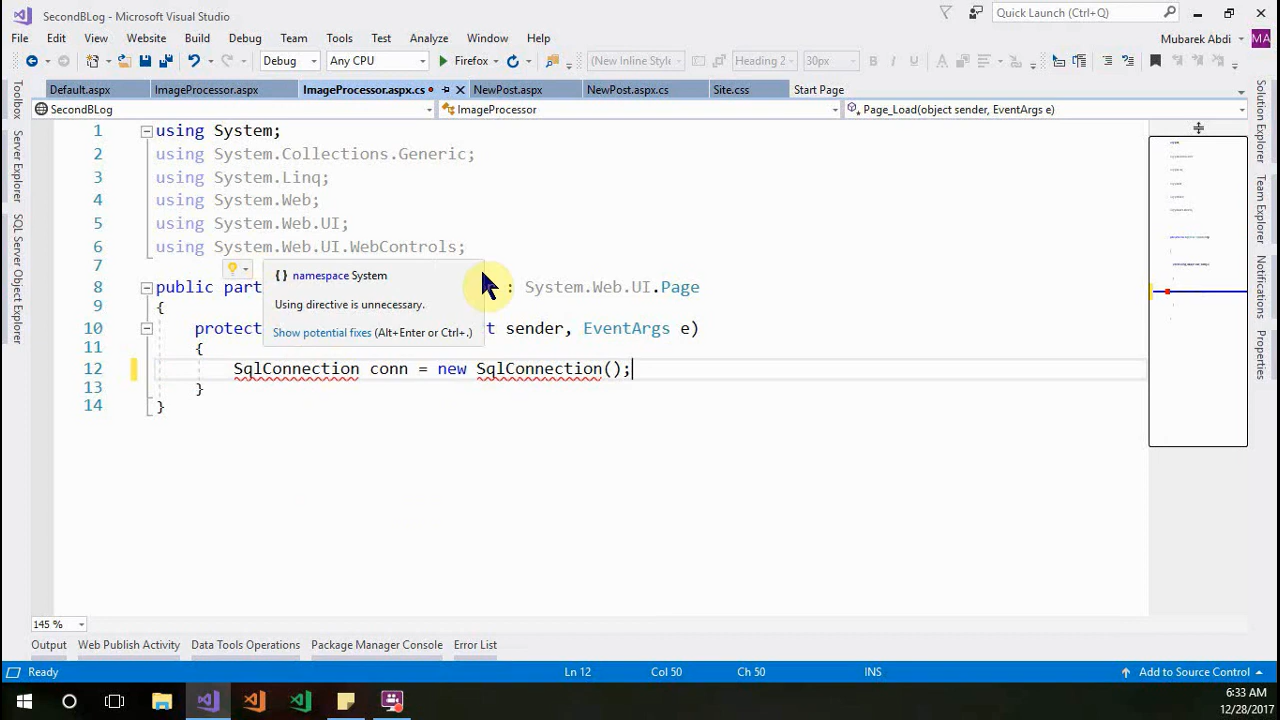 SecondBLog - Microsoft Visual Studio
Quick Launch (Ctrl+Q)
File Edit View Website Build Debug Team Tools Test Analyze Window Help
Mubarek Abdi MA
Debug Any CPU Firefox (New Inline Style Heading 2 30px B I U A
Default.aspx ImageProcessor.aspx ImageProcessor.aspx.cs NewPost.aspx NewPost.aspx.cs Site.css Start Page
SecondBLog ImageProcessor Page_Load(object sender, EventArgs e)
1 using System;
2 using System.Collections.Generic;
3 using System.Linq;
4 using System.Web;
5 using System.Web.UI;
6 using System.Web.UI.WebControls;
7
{} namespace System
Using directive is unnecessary.
Show potential fixes (Alt+Enter or Ctrl+.)
8 public part : System.Web.UI.Page
9 {
10 protect t sender, EventArgs e)
11 {
12 SqlConnection conn = new SqlConnection();
13 }
14 }
Toolbox
Server Explorer
SQL Server Object Explorer
Solution Explorer
Team Explorer
Notifications
Properties
145 %
Output Web Publish Activity Data Tools Operations Package Manager Console Error List
Ready Ln 12 Col 50 Ch 50 INS Add to Source Control
6:33 AM
12/28/2017